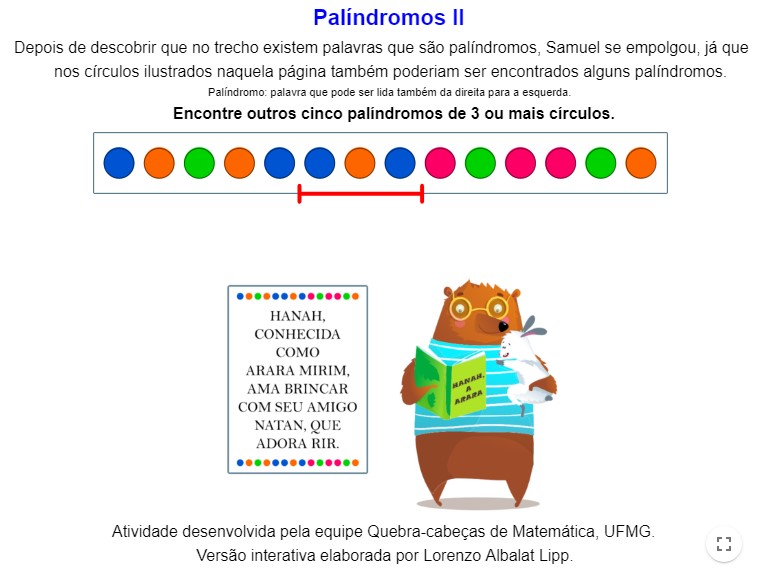 Palíndromos II
Depois de descobrir que no trecho existem palavras que são palíndromos, Samuel se empolgou, já que
nos círculos ilustrados naquela página também poderiam ser encontrados alguns palíndromos.
Palíndromo: palavra que pode ser lida também da direita para a esquerda.
Encontre outros cinco palíndromos de 3 ou mais círculos.
HANAH,
CONHECIDA
COMO
ARARA MIRIM,
AMA BRINCAR
COM SEU AMIGO
NATAN, QUE
ADORA RIR.
HANAH,
A
ARARA
Atividade desenvolvida pela equipe Quebra-cabeças de Matemática, UFMG.
Versão interativa elaborada por Lorenzo Albalat Lipp.